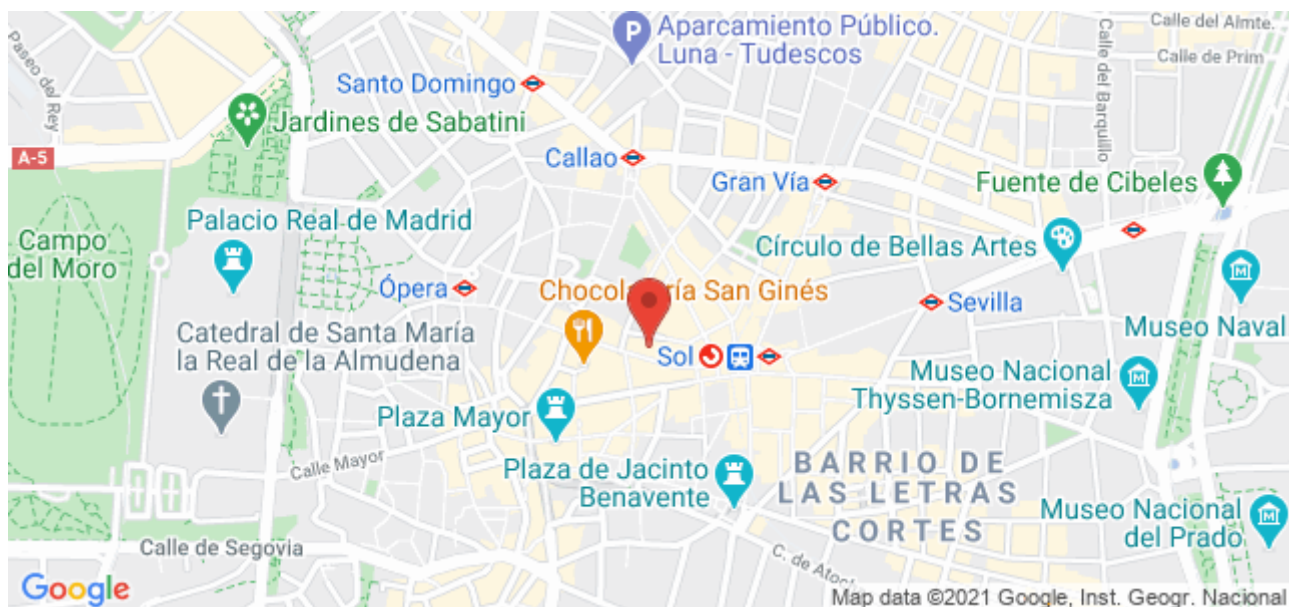 Aparcamiento Público.
Luna - Tudescos
P
Calle del Almte.
Calle de Prim
Calle del Barquillo
Paseo del
Rey
Santo Domingo
Jardines de Sabatini
A-5
Callao
Gran Vía
Fuente de Cibeles
Palacio Real de Madrid
Campo
del Moro
Círculo de Bellas Artes
Ópera
Chocol ría San Ginés
Sevilla
Museo Naval
M
Catedral de Santa María
la Real de la Almudena
Sol
Museo Nacional
Thyssen-Bornemisza
M
Plaza Mayor
Calle Mayor
Plaza de Jacinto
Benavente
BARRIO DE
LAS LETRAS
CORTES
Museo Nacional
del Prado
M
Calle de Segovia
C. de Atoch
Google
Map data ©2021 Google, Inst. Geogr. Nacional